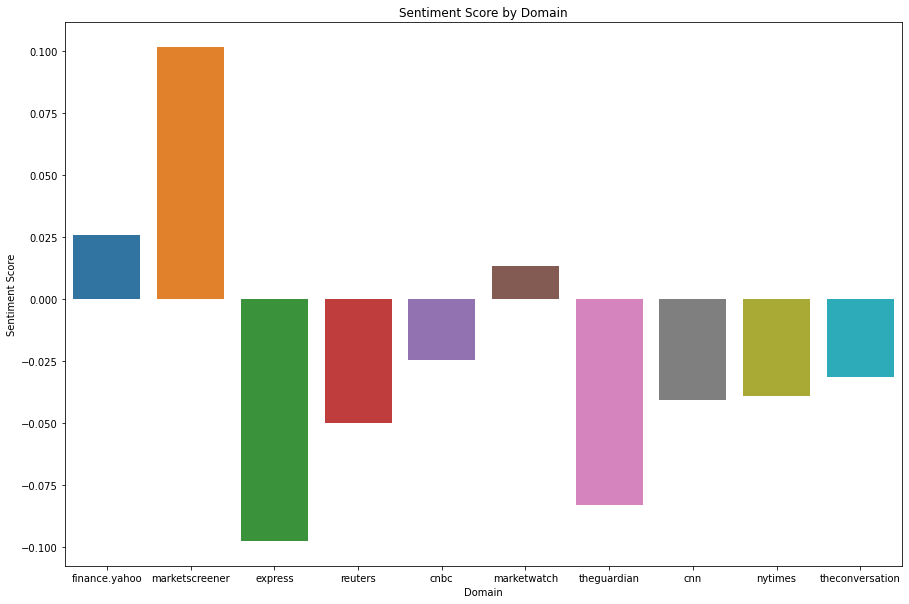 Sentiment Score by Domain
Sentiment Score
0.100
0.075
0.050
0.025
0.000
−0.025
−0.050
−0.075
−0.100
finance.yahoo marketscreener express reuters cnbc marketwatch theguardian cnn nytimes theconversation
Domain